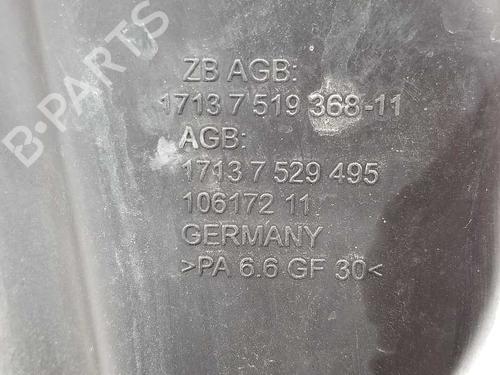 B-PARTS
ZB AGB:
1713 7 519 368-11
AGB:
1713 7 529 495
106172 11
GERMANY
>PA 6.6 GF 30<